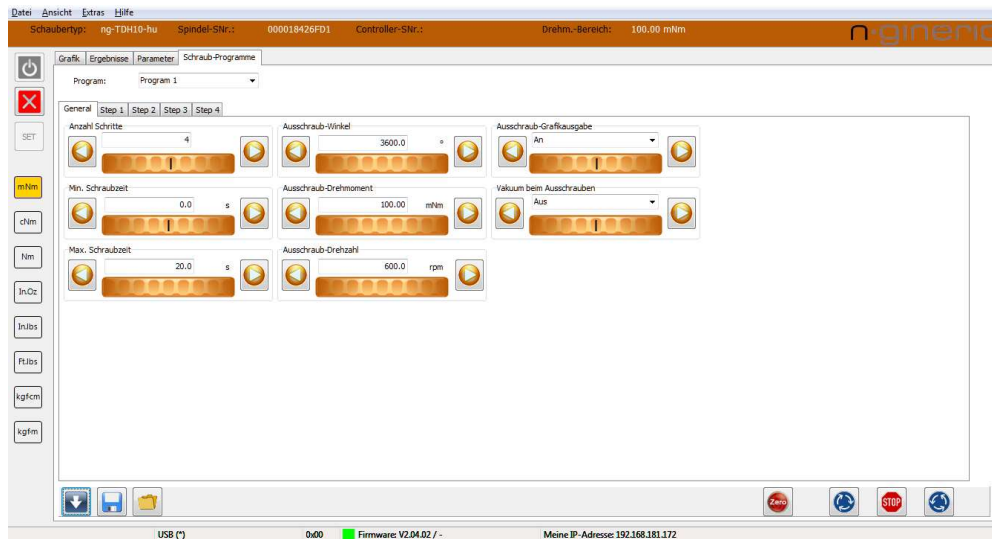 Datei Ansicht Extras Hilfe
Schaubertyp: ng-TDH10-hu Spindel-SNr.: 000018426FD1 Controller-SNr.: Drehm.-Bereich: 100.00 mNm
n-gineric
Grafik Ergebnisse Parameter Schraub-Programme
Program: Program 1
General Step 1 Step 2 Step 3 Step 4
SET
Anzahl Schritte Ausschraub-Winkel Ausschraub-Grafikausgabe
4 3600.0 ° An
mNm
Min. Schraubzeit Ausschraub-Drehmoment Vakuum beim Ausschrauben
0.0 s 100.00 mNm Aus
cNm
Max. Schraubzeit Ausschraub-Drehzahl
20.0 s 600.0 rpm
Nm
In.Oz
In.lbs
Ft.lbs
kgfcm
kgfm
Zero STOP
USB (*) 0x00 Firmware: V2.04.02 / - Meine IP-Adresse: 192.168.181.172